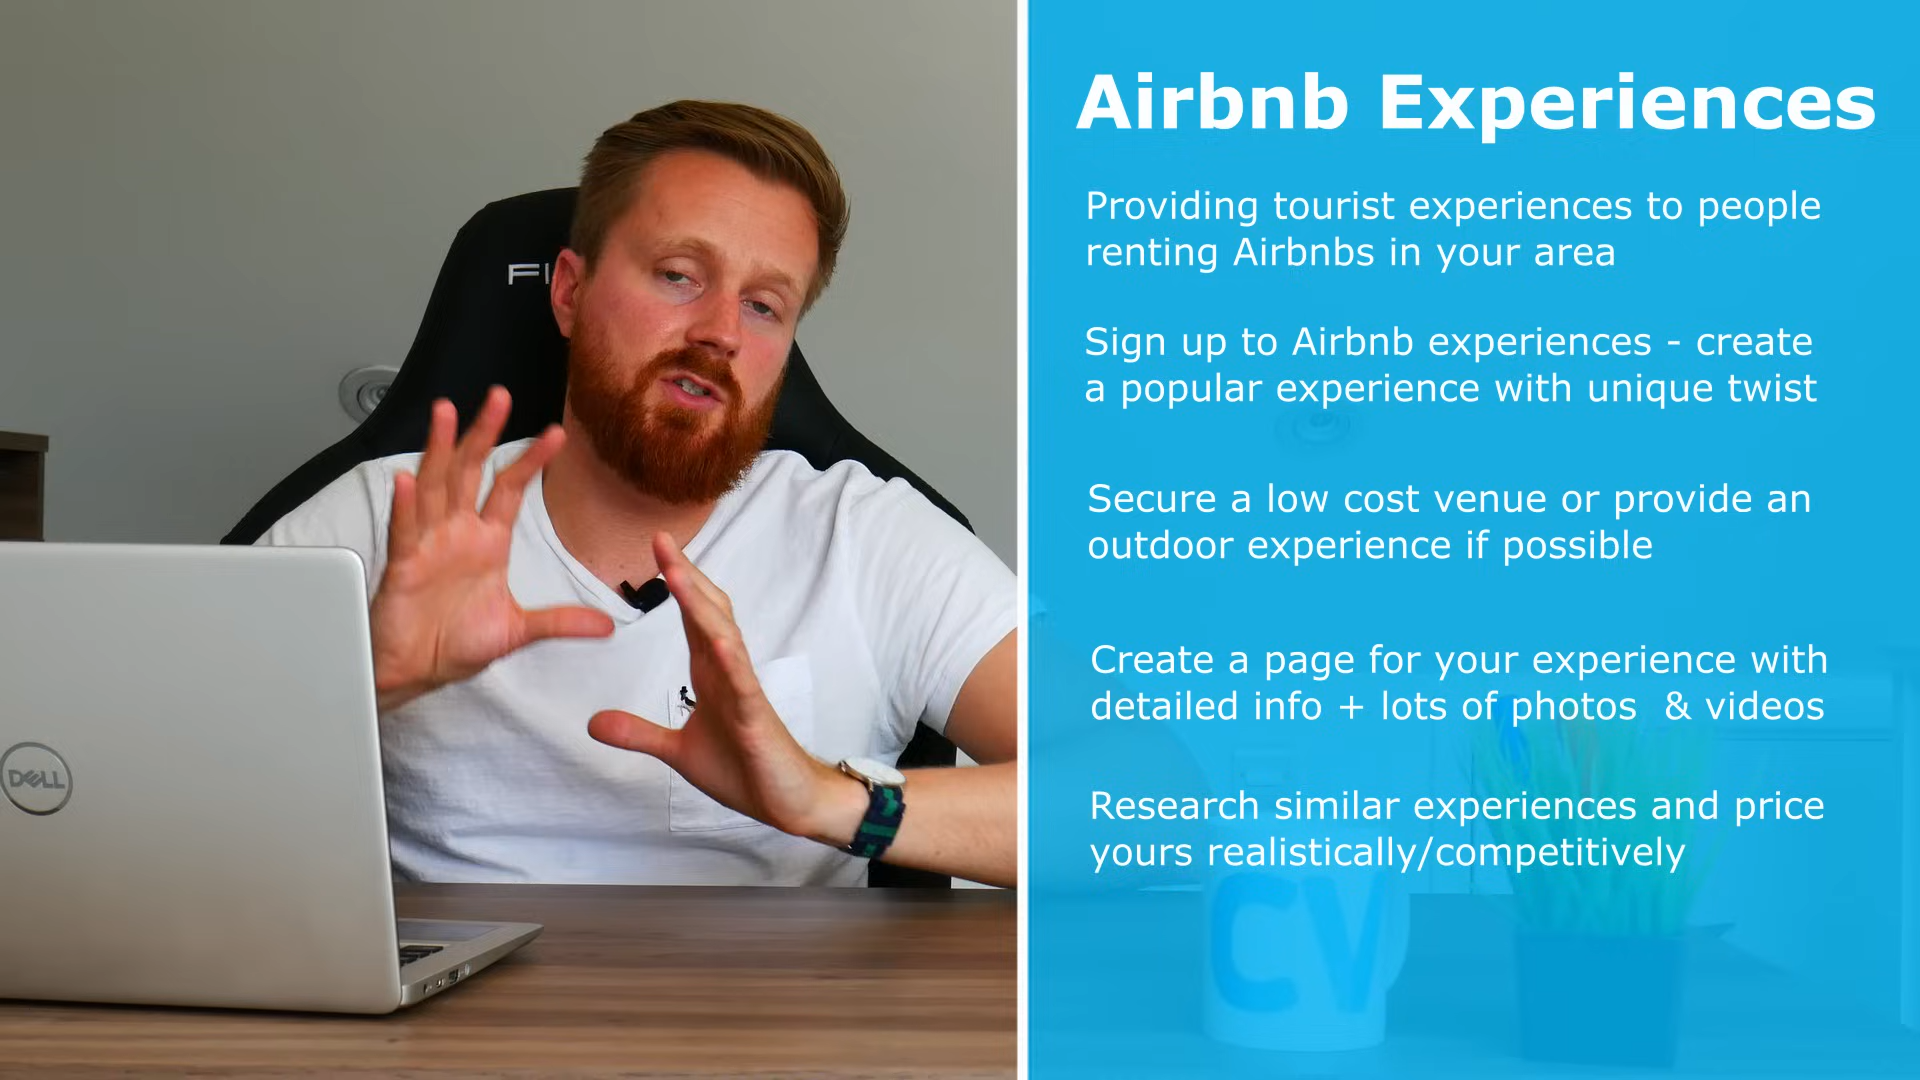 Airbnb Experiences
Providing tourist experiences to people
renting Airbnbs in your area
Sign up to Airbnb experiences - create
a popular experience with unique twist
Secure a low cost venue or provide an
outdoor experience if possible
Create a page for your experience with
detailed info + lots of photos & videos
Research similar experiences and price
yours realistically/competitively
DELL
CV